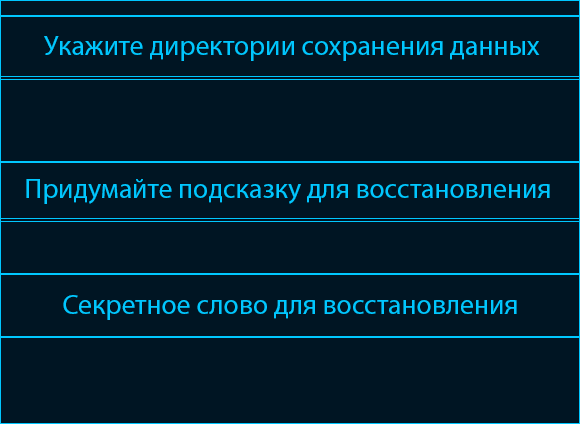 Укажите директории сохранения данных
Придумайте подсказку для восстановления
Секретное слово для восстановления